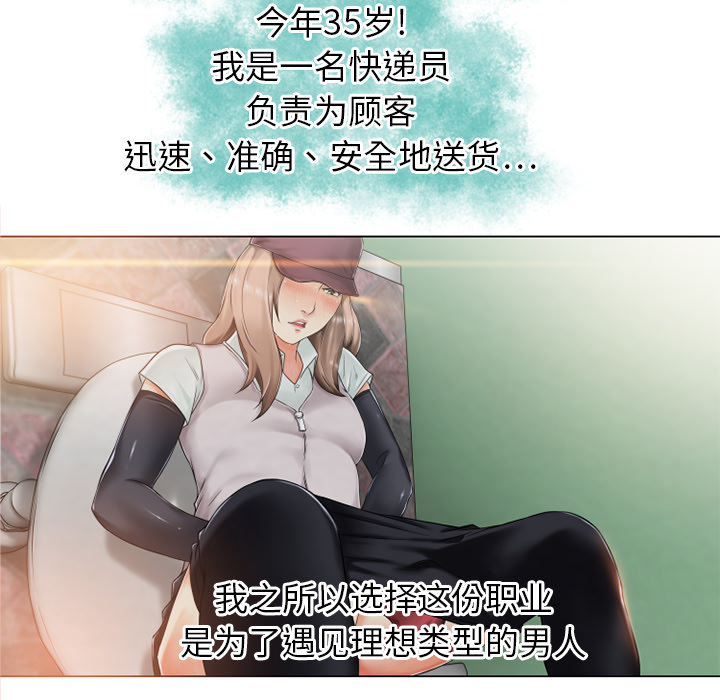 今年35岁!
我是一名快递员
负责为顾客
迅速、准确、安全地送货...
我之所以选择这份职业
是为了遇见理想类型的男人